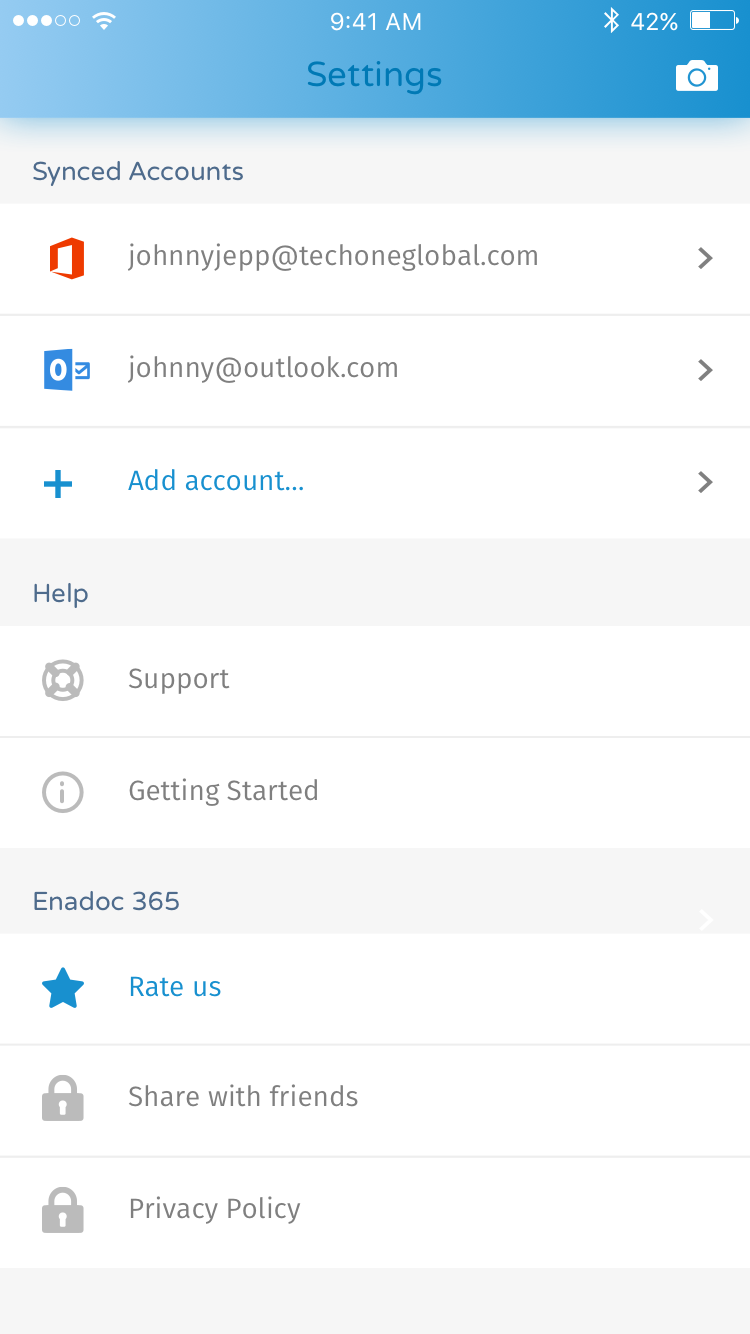 9:41 AM
42%
Settings
Synced Accounts
johnnyjepp@techoneglobal.com
johnny@outlook.com
Add account...
Help
Support
Getting Started
Enadoc 365
Rate us
Share with friends
Privacy Policy